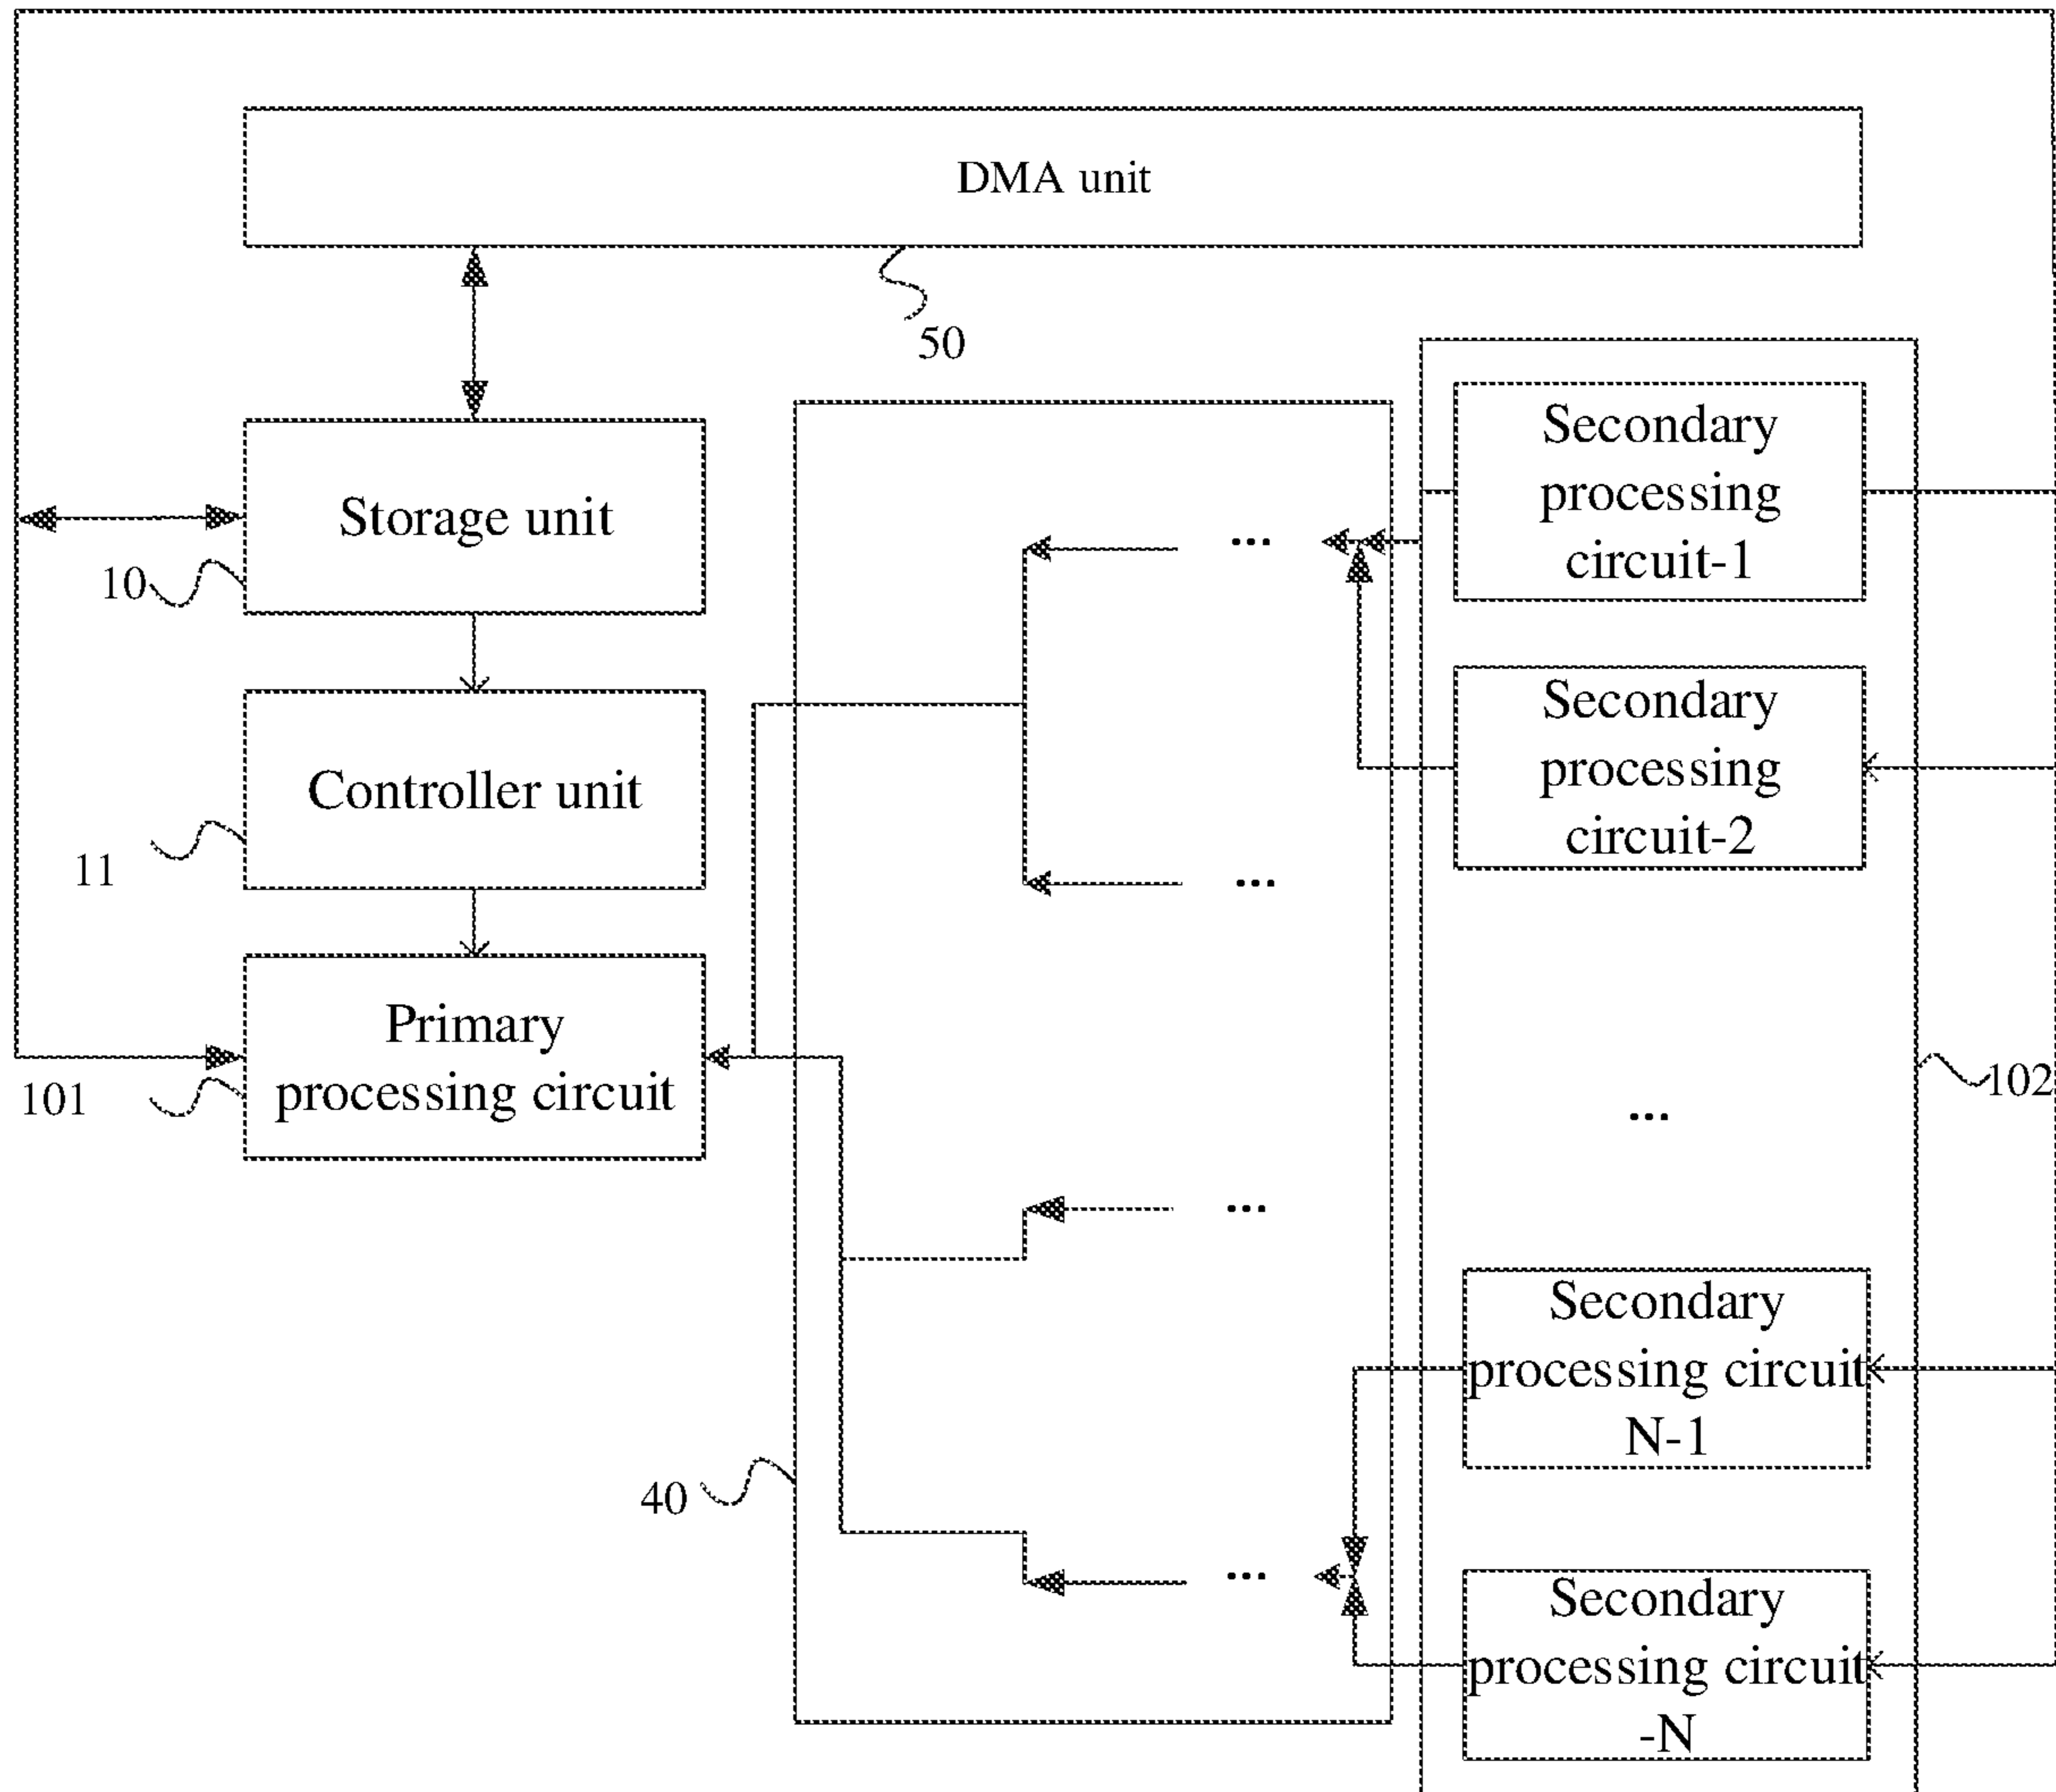 DMA unit
50
Secondary
processing
circuit-1
Storage unit
10
Secondary
processing
circuit-2
Controller unit
11
Primary
processing circuit
101
102
...
...
...
...
...
Secondary
processing circuit
N-1
40
Secondary
processing circuit
-N